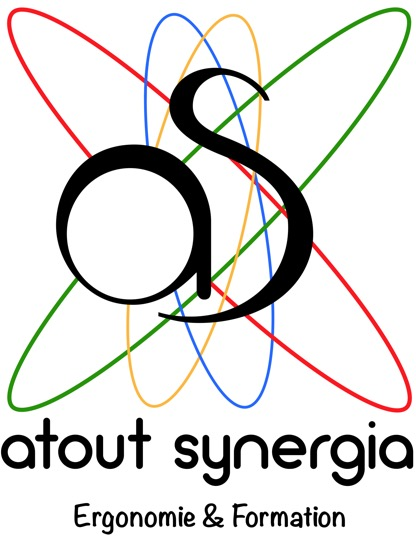 aS
atout synergia
Ergonomie & Formation